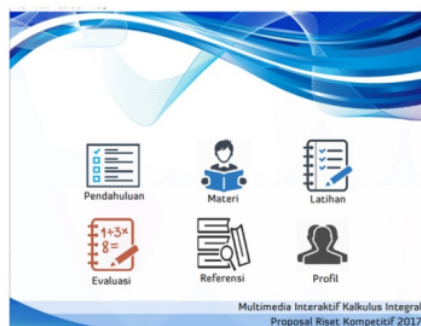 Pendahuluan
Materi
Latihan
1+3x
8=
Evaluasi
Referensi
Profil
Multimedia Interaktif Kalkulus Integral
Proposal Riset Kompetitif 2017